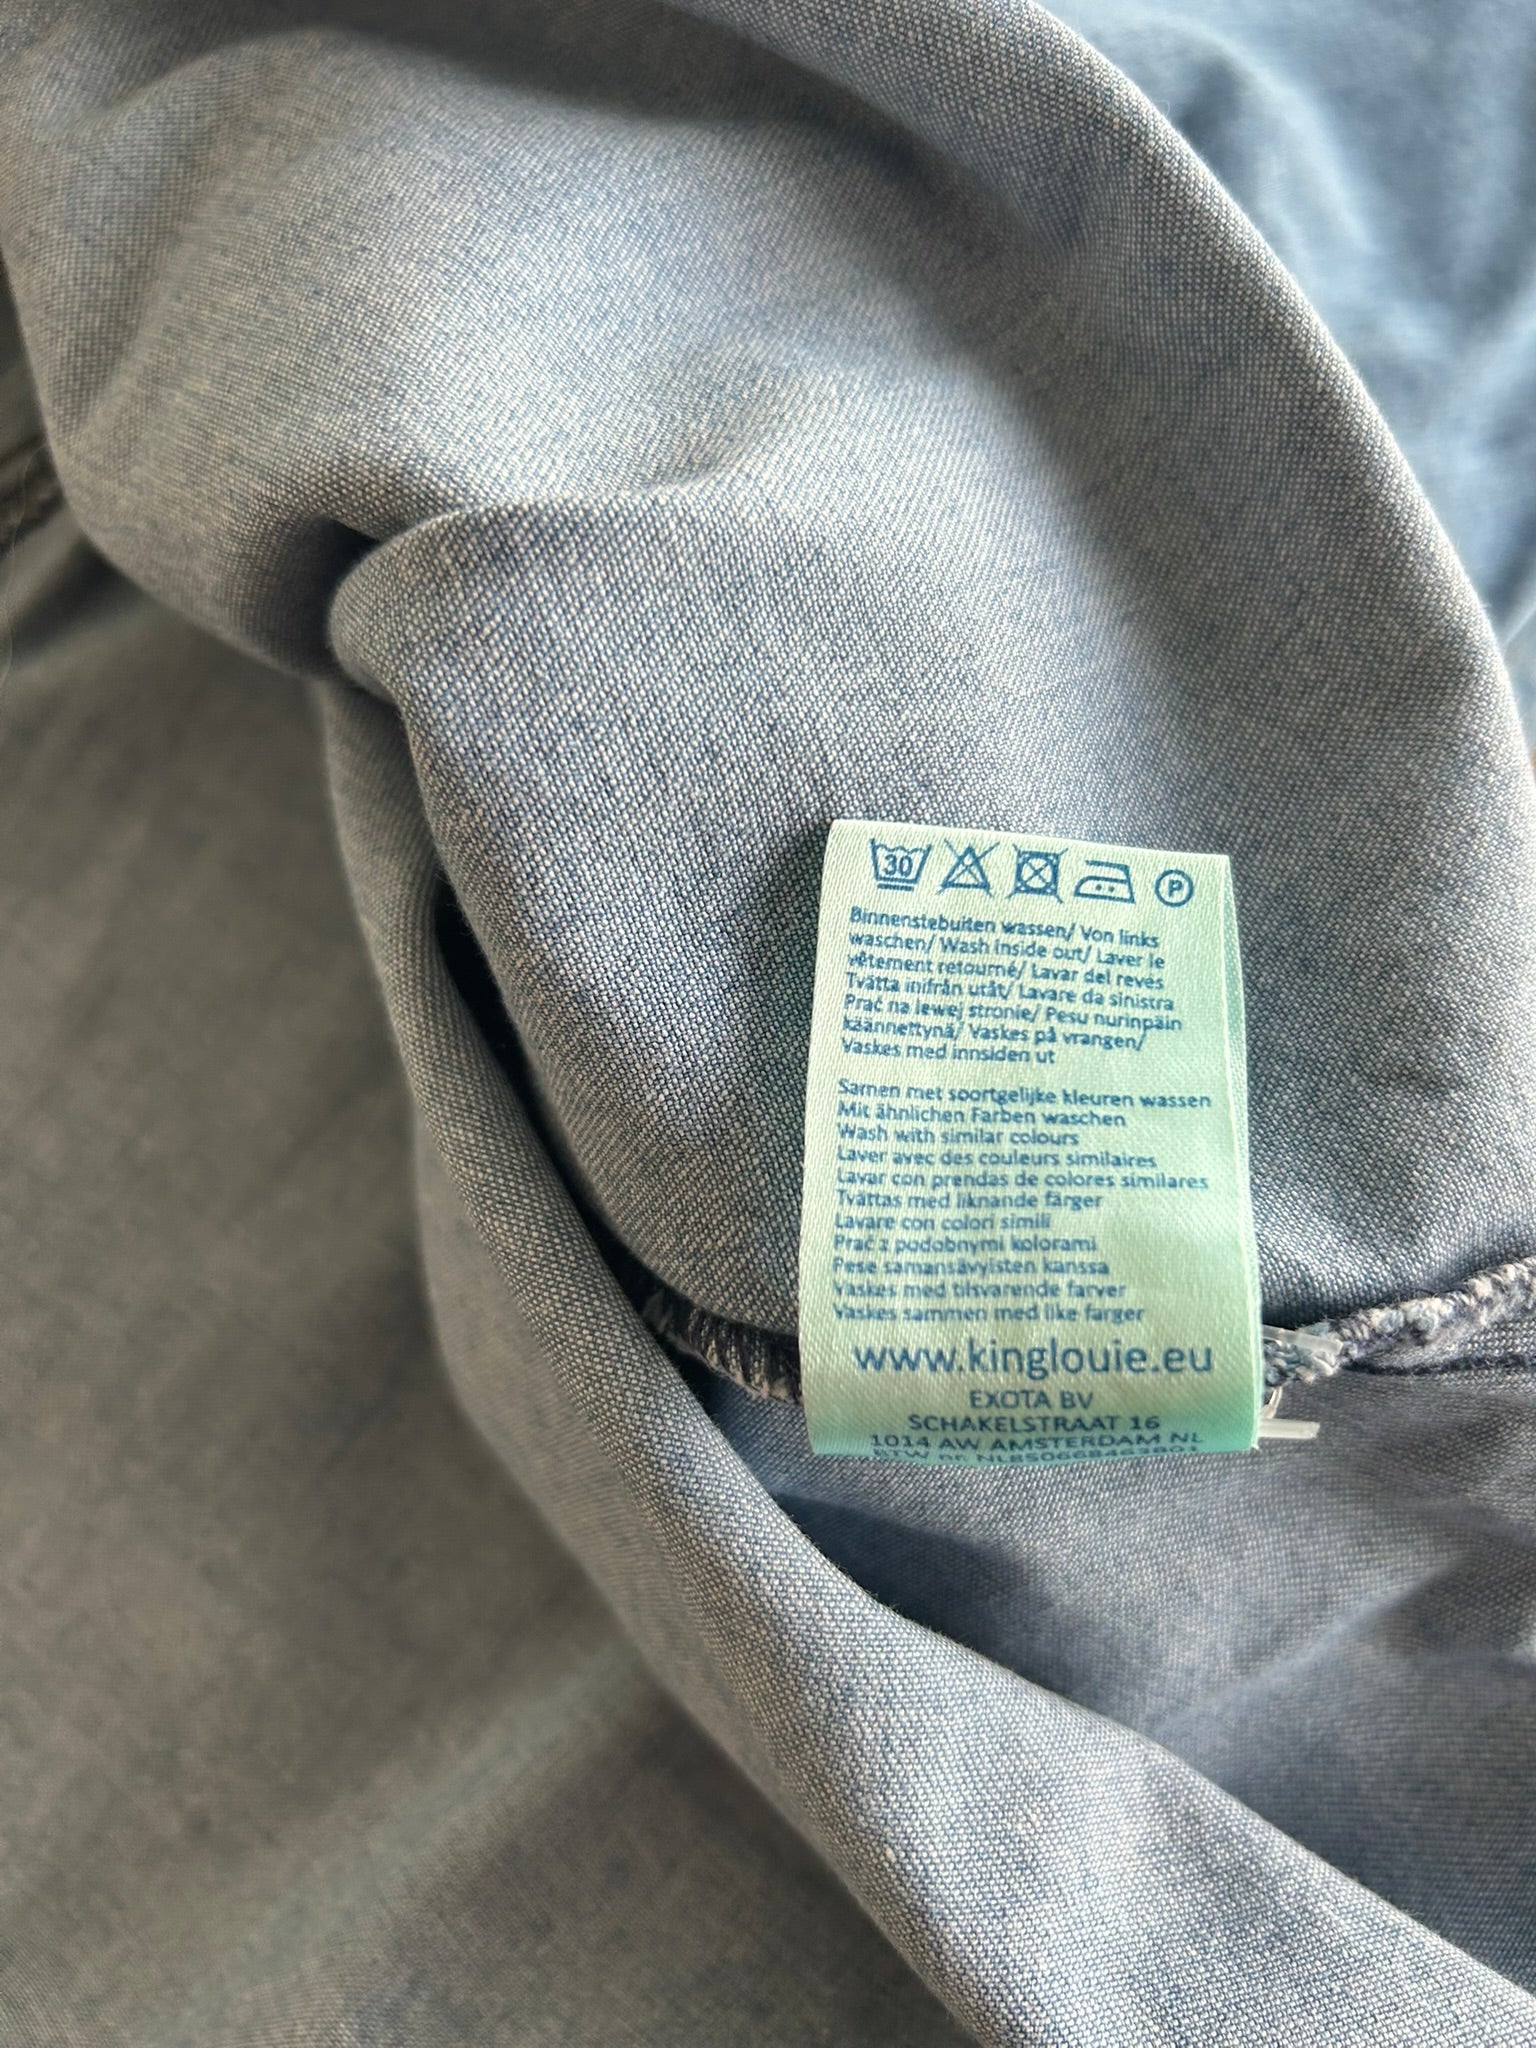 30 P
Binnenstebuiten wassen/ Von links
waschen/ Wash inside out/ Laver le
vêtement retourné/ Lavar del revés
Tvätta inifrån utåt/ Lavare da sinistra
Prać na lewej stronie/ Pesu nurinpäin
käännettynä/ Vaskes på vrangen/
Vaskes med innsiden ut
Samen met soortgelijke kleuren wassen
Mit ähnlichen Farben waschen
Wash with similar colours
Laver avec des couleurs similaires
Lavar con prendas de colores similares
Tvättas med liknande färger
Lavare con colori simili
Prać z podobnymi kolorami
Pese samansävyisten kanssa
Vaskes med tilsvarende farver
Vaskes sammen med like farger
www.kinglouie.eu
EXOTA BV
SCHAKELSTRAAT 16
1014 AW AMSTERDAM NL
BTW nr. NL850668463B01